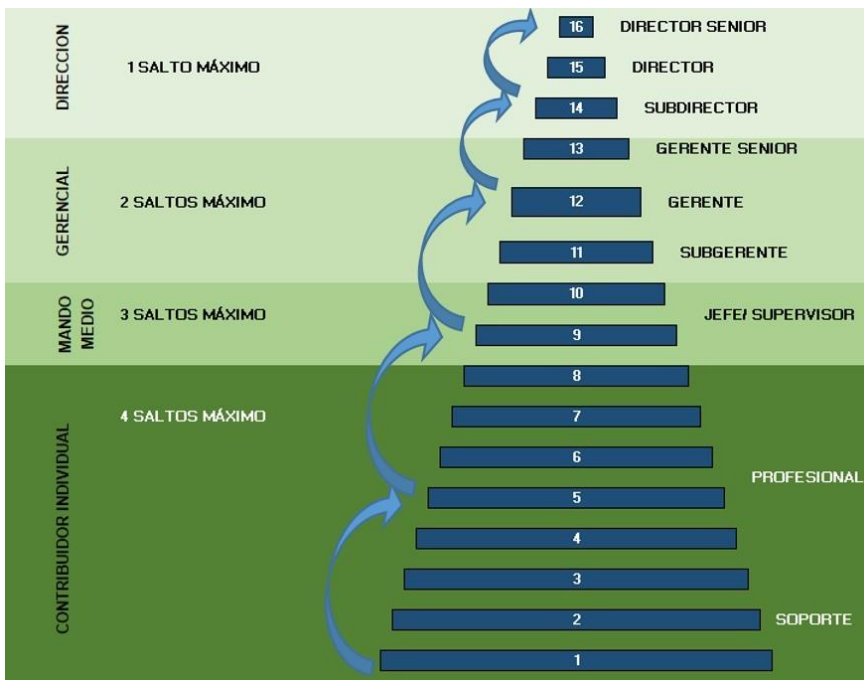 16 DIRECTOR SENIOR
DIRECCION
1 SALTO MÁXIMO
15 DIRECTOR
14 SUBDIRECTOR
13 GERENTE SENIOR
GERENCIAL
2 SALTOS MÁXIMO
12 GERENTE
11 SUBGERENTE
10
MANDO
MEDIO
3 SALTOS MÁXIMO
JEFE/ SUPERVISOR
9
8
4 SALTOS MÁXIMO
7
6
PROFESIONAL
5
CONTRIBUIDOR INDIVIDUAL
4
3
2 SOPORTE
1